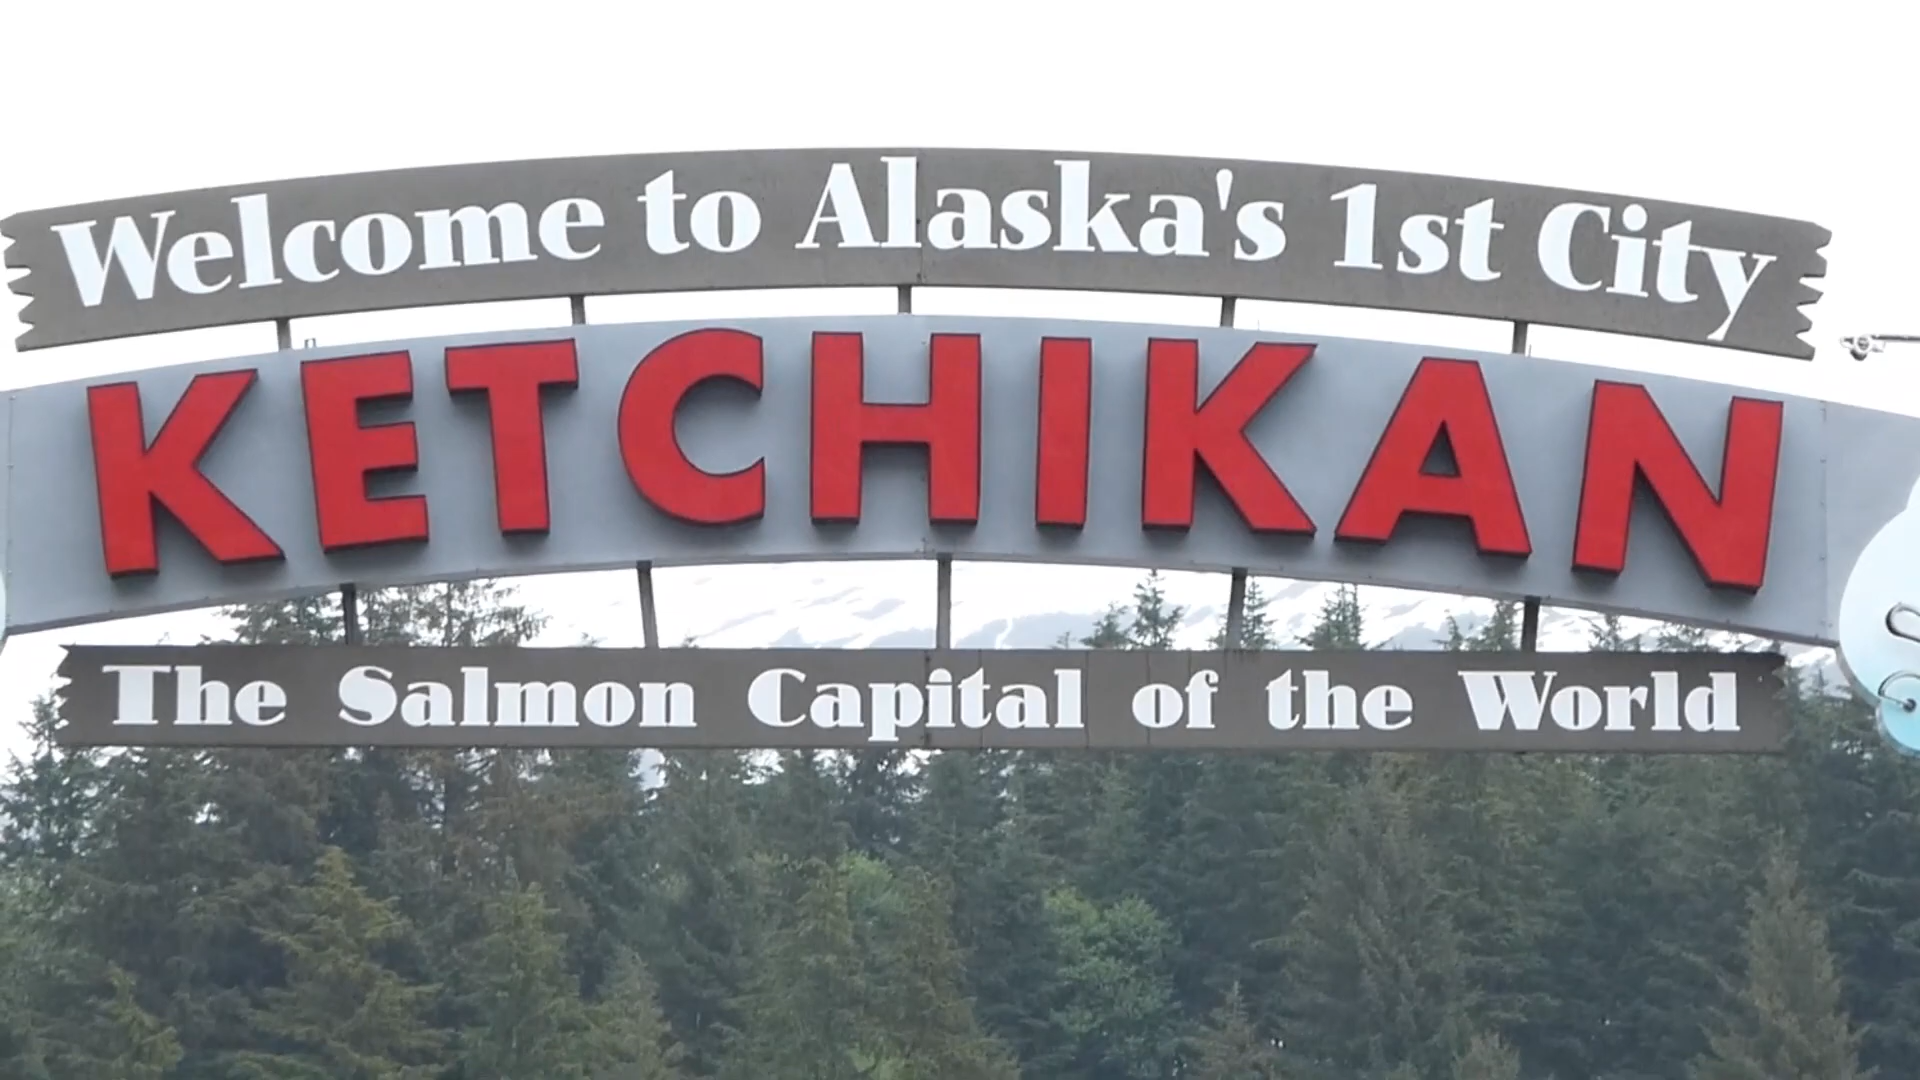 Welcome to Alaska's 1st City
KETCHIKAN
The Salmon Capital of the World